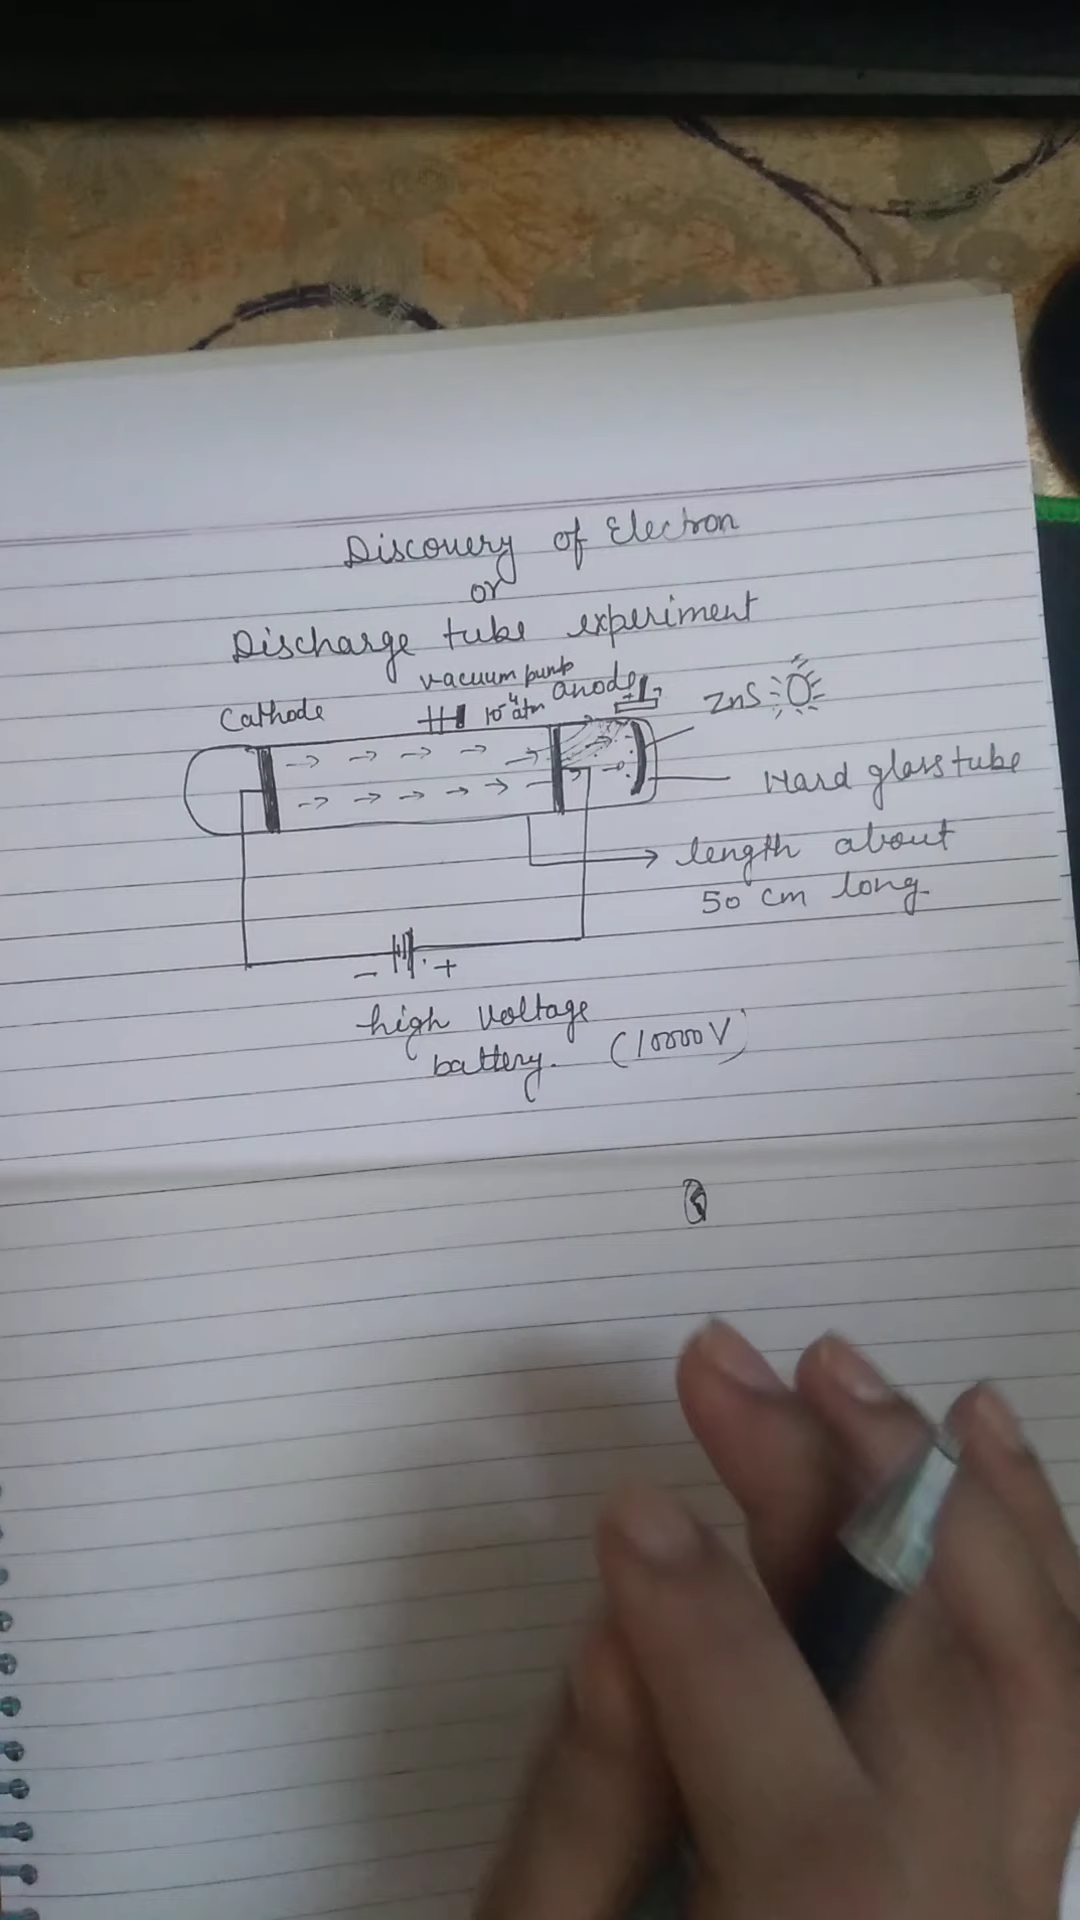 Discovery of Electron
or
Discharge tube experiment
vacuum pump
Cathode
10⁻⁴ atm
anode
ZnS
Hard glass tube
length about
50 cm long.
- +
high voltage
battery. (10000V)